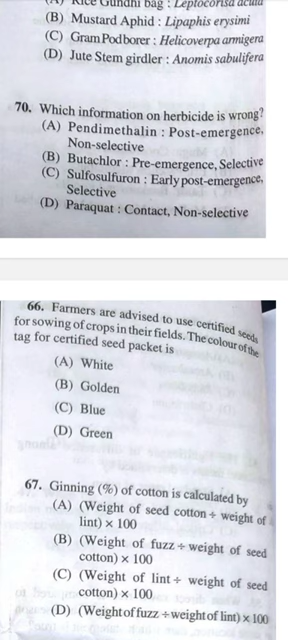 (A) Rice Gundhi bag : Leptocorisa acuta
(B) Mustard Aphid : Lipaphis erysimi
(C) Gram Podborer : Helicoverpa armigera
(D) Jute Stem girdler : Anomis sabulifera
70. Which information on herbicide is wrong?
(A) Pendimethalin : Post-emergence,
Non-selective
(B) Butachlor : Pre-emergence, Selective
(C) Sulfosulfuron : Early post-emergence,
Selective
(D) Paraquat : Contact, Non-selective
66. Farmers are advised to use certified seeds
for sowing of crops in their fields. The colour of the
tag for certified seed packet is
(A) White
(B) Golden
(C) Blue
(D) Green
67. Ginning (%) of cotton is calculated by
(A) (Weight of seed cotton ÷ weight of
lint) × 100
(B) (Weight of fuzz ÷ weight of seed
cotton) × 100
(C) (Weight of lint ÷ weight of seed
cotton) × 100
(D) (Weight of fuzz ÷ weight of lint) × 100